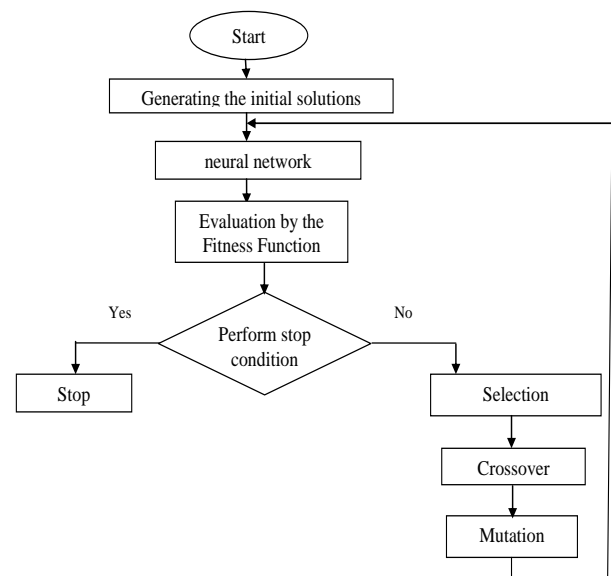 Start
Generating the initial solutions
neural network
Evaluation by the
Fitness Function
Yes
No
Perform stop
condition
Stop
Selection
Crossover
Mutation